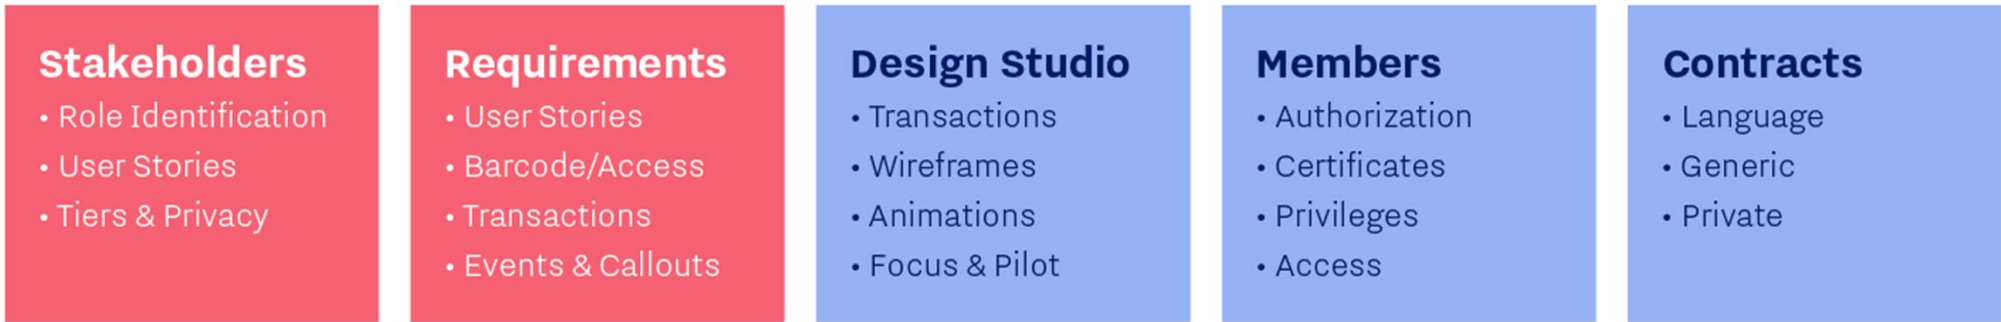 Stakeholders
• Role Identification
• User Stories
• Tiers & Privacy
Requirements
• User Stories
• Barcode/Access
• Transactions
• Events & Callouts
Design Studio
• Transactions
• Wireframes
• Animations
• Focus & Pilot
Members
• Authorization
• Certificates
• Privileges
• Access
Contracts
• Language
• Generic
• Private